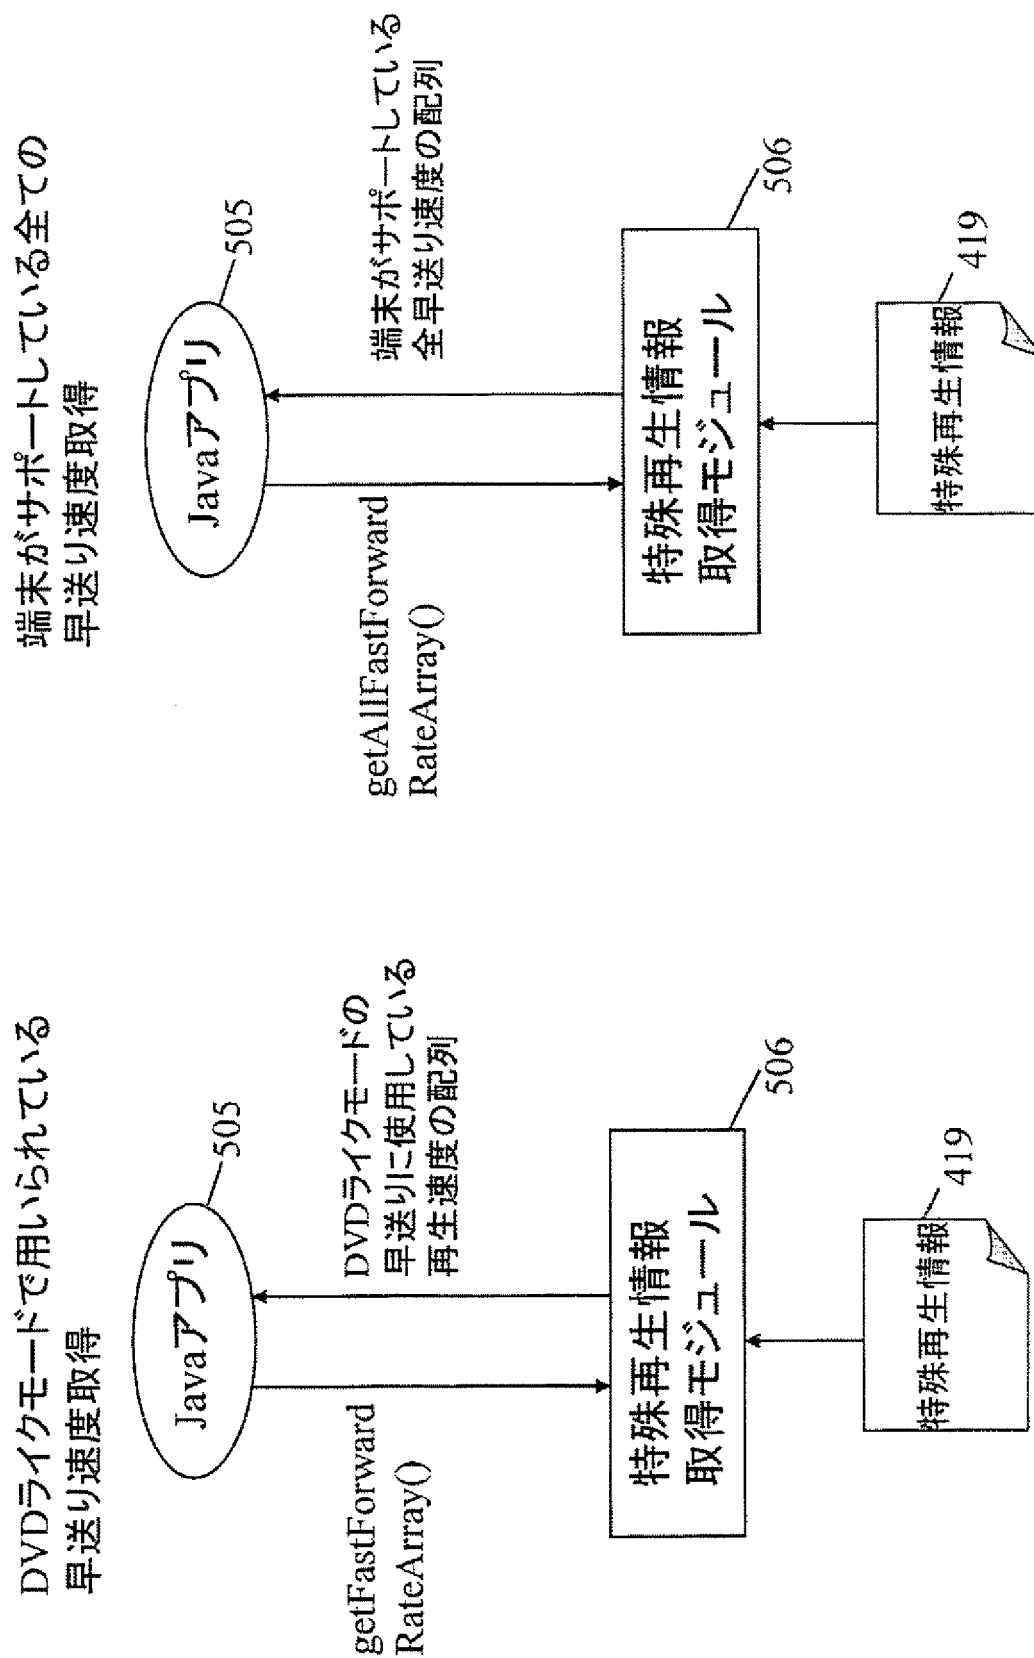 DVDライクモードで用いられている
早送り速度取得
Javaアプリ
505
getFastForward
RateArray()
DVDライクモードの
早送りに使用している
再生速度の配列
特殊再生情報
取得モジュール
506
特殊再生情報
419
端末がサポートしている全ての
早送り速度取得
Javaアプリ
505
getAllFastForward
RateArray()
端末がサポートしている
全早送り速度の配列
特殊再生情報
取得モジュール
506
特殊再生情報
419